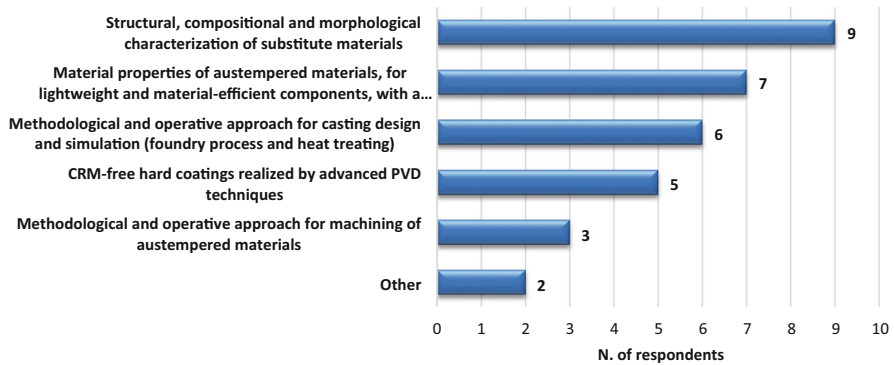 Structural, compositional and morphological
characterization of substitute materials
9
Material properties of austempered materials, for
lightweight and material-efficient components, with a...
7
Methodological and operative approach for casting design
and simulation (foundry process and heat treating)
6
CRM-free hard coatings realized by advanced PVD
techniques
5
Methodological and operative approach for machining of
austempered materials
3
Other
2
0 1 2 3 4 5 6 7 8 9 10
N. of respondents